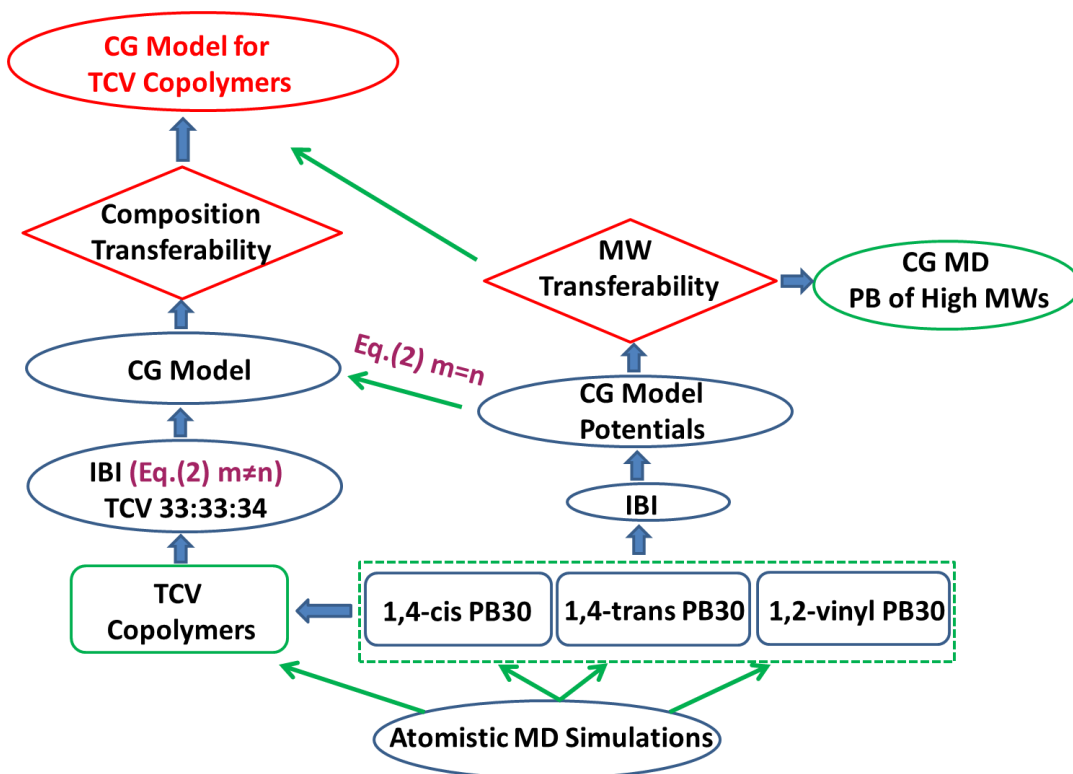 CG Model for
TCV Copolymers
Composition
Transferability
MW
Transferability
CG MD
PB of High MWs
CG Model
Eq.(2) m=n
CG Model
Potentials
IBI (Eq.(2) m≠n)
TCV 33:33:34
IBI
TCV
Copolymers
1,4-cis PB30
1,4-trans PB30
1,2-vinyl PB30
Atomistic MD Simulations